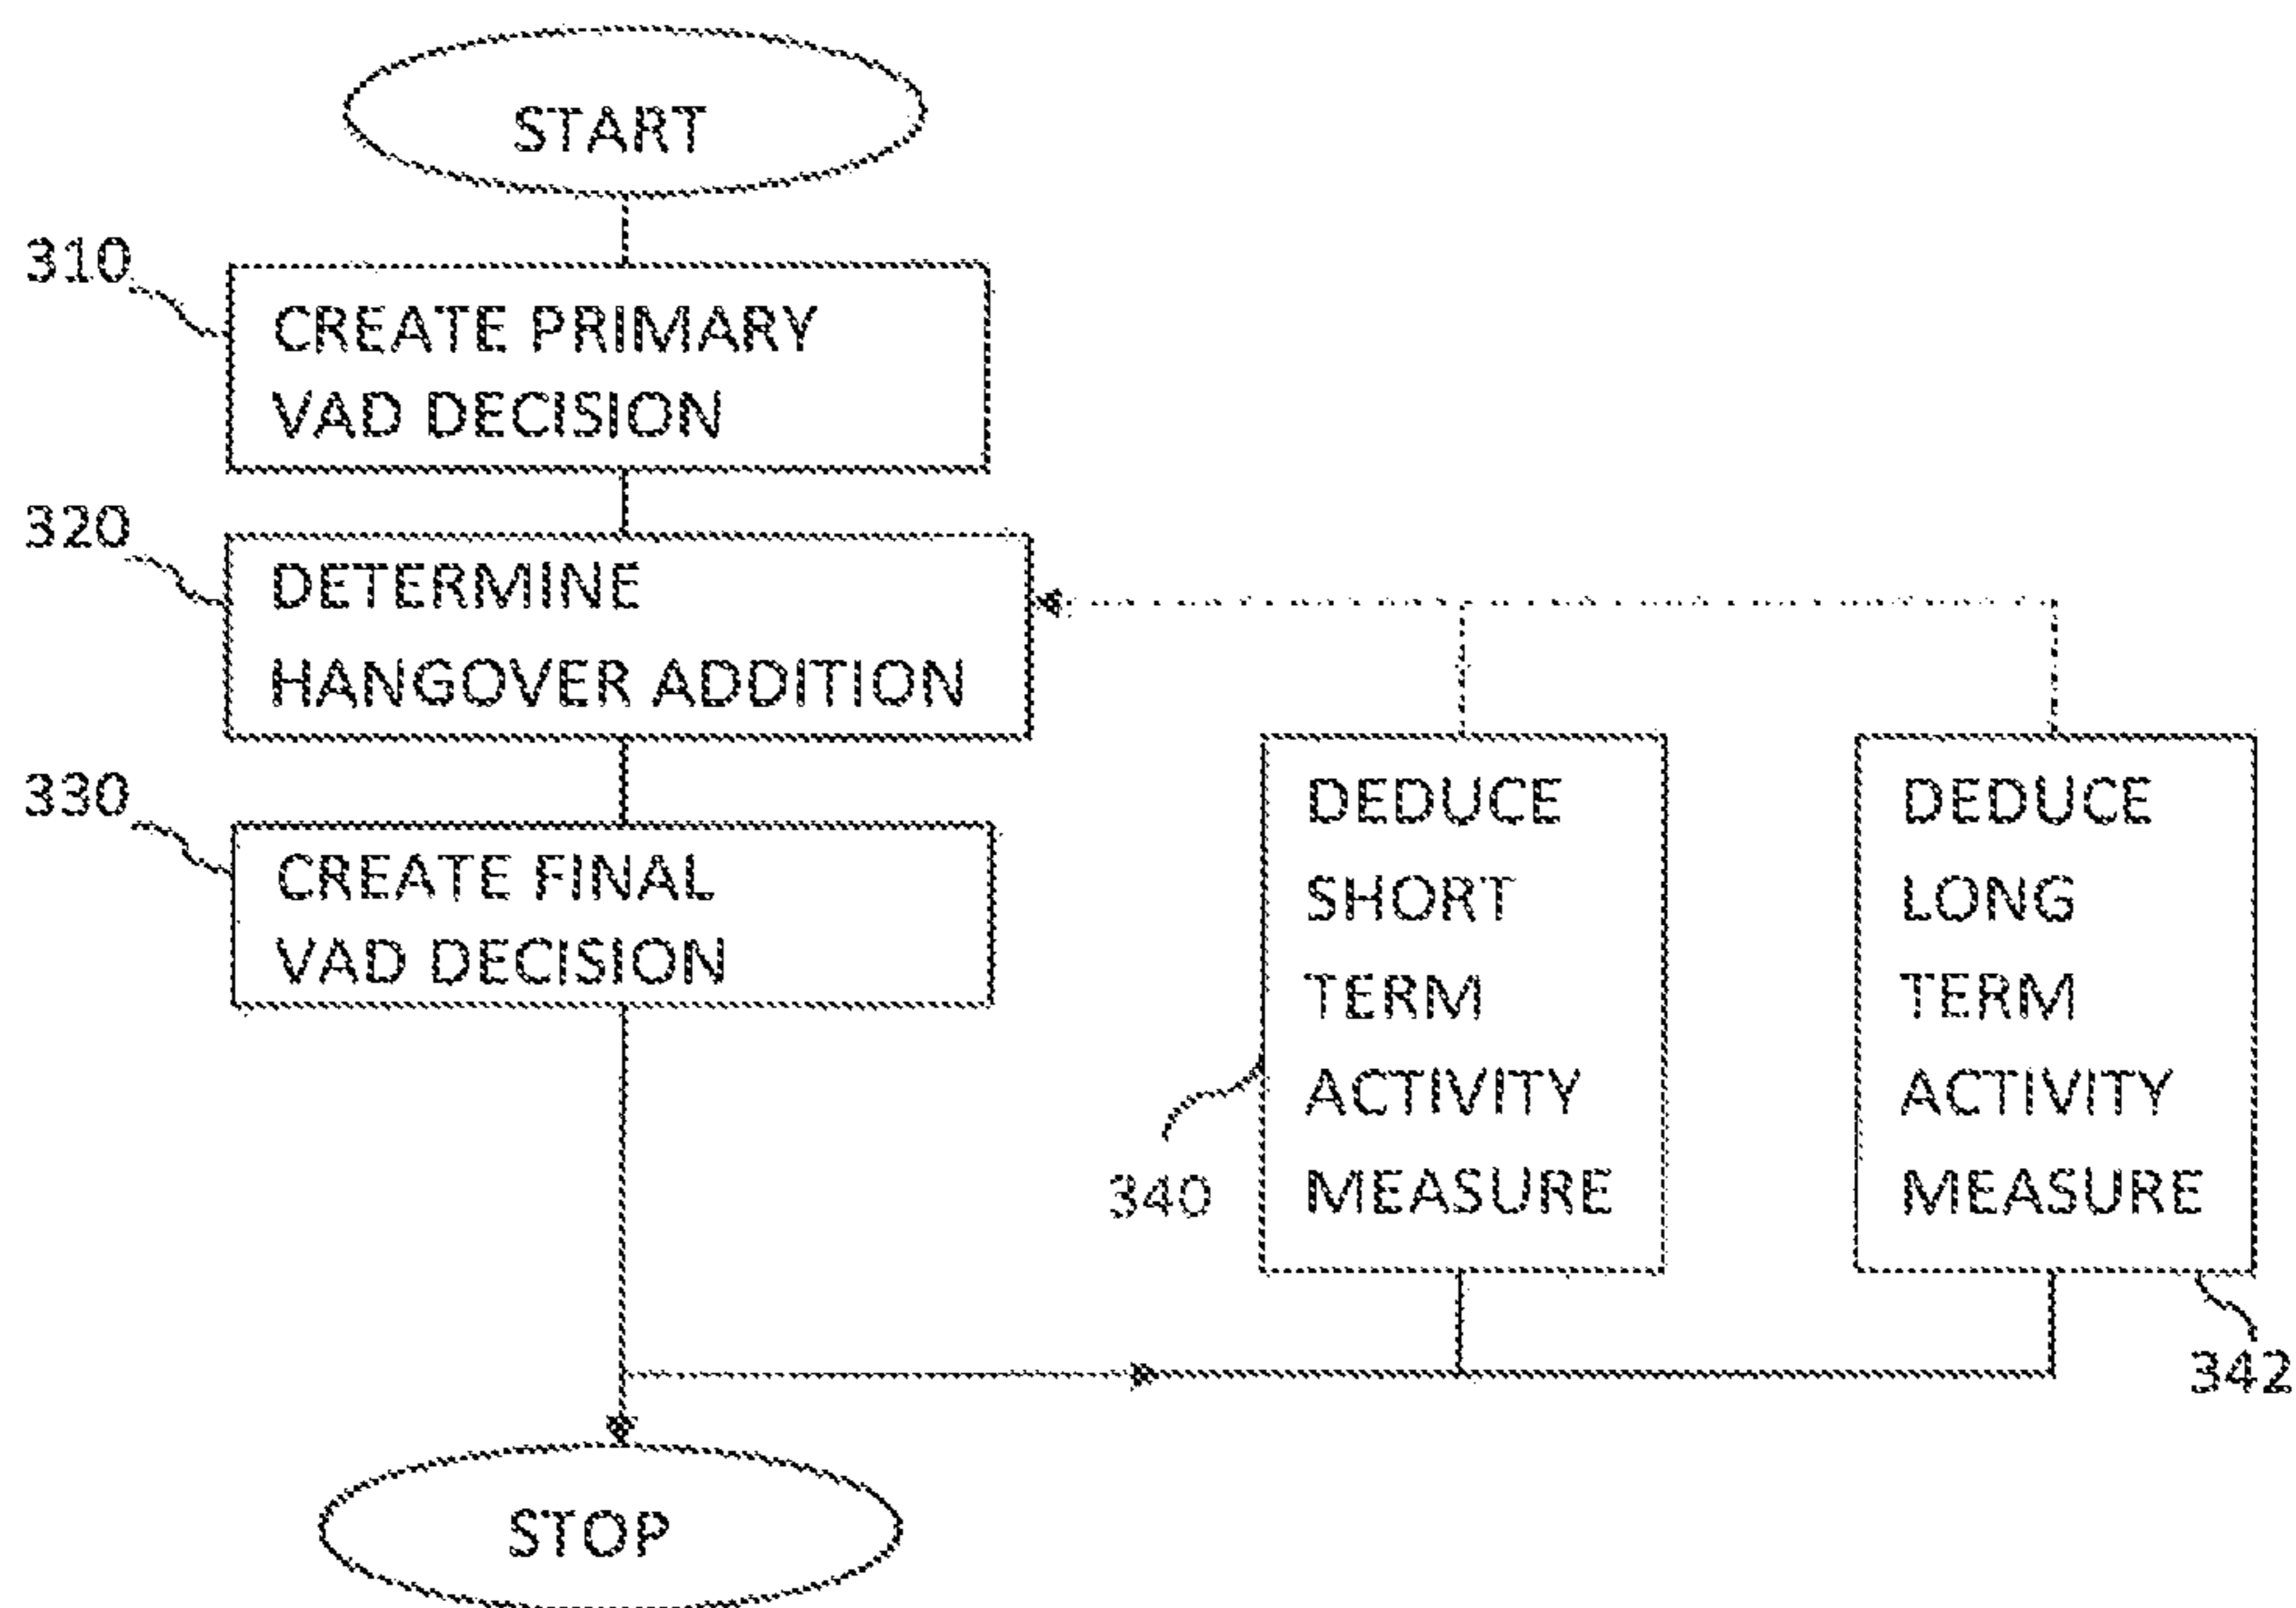 START
310
CREATE PRIMARY
VAD DECISION
320
DETERMINE
HANGOVER ADDITION
330
CREATE FINAL
VAD DECISION
DEDUCE
SHORT
TERM
ACTIVITY
MEASURE
340
DEDUCE
LONG
TERM
ACTIVITY
MEASURE
342
STOP